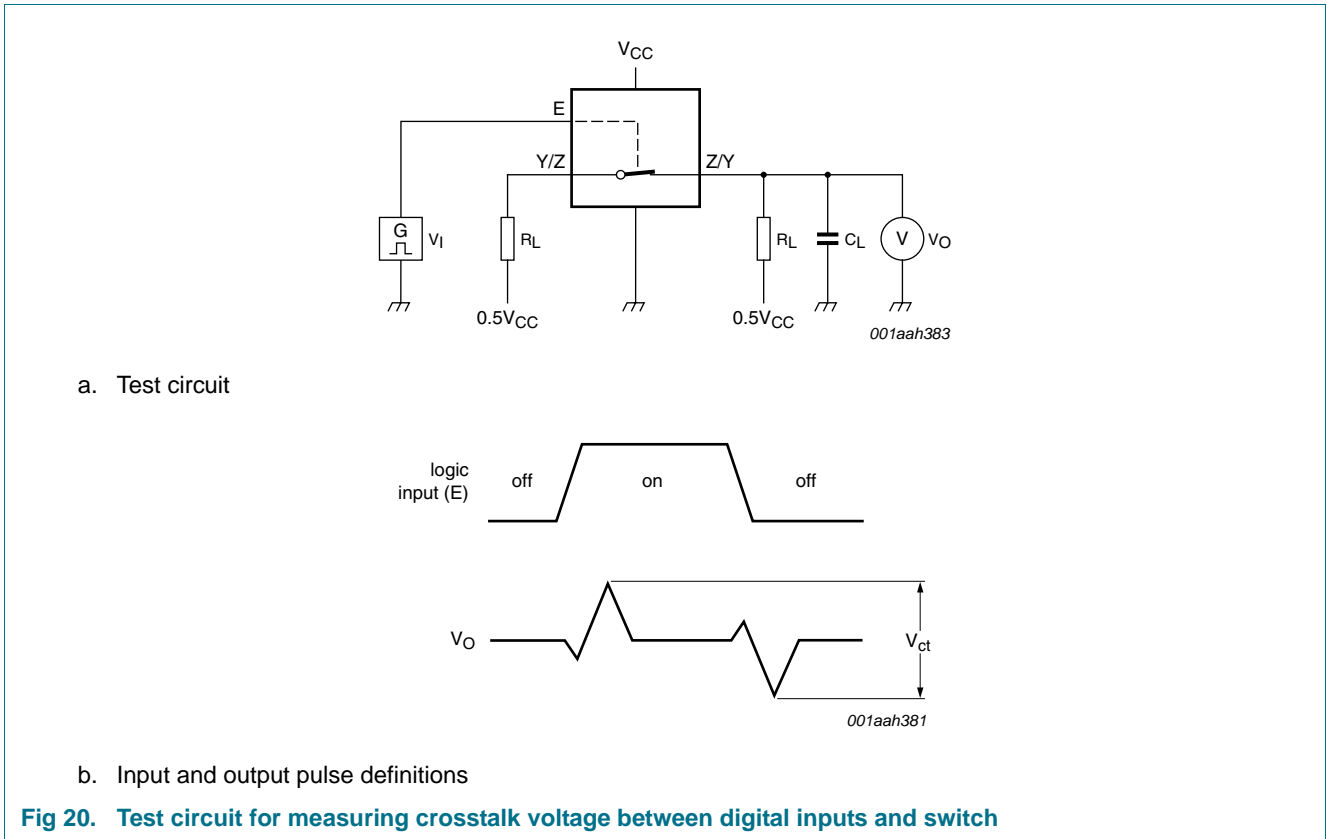 VCC
E
Y/Z
Z/Y
G
VI
RL
RL
CL
V
VO
0.5VCC
0.5VCC
001aah383
a. Test circuit
logic
input (E)
off
on
off
VO
Vct
001aah381
b. Input and output pulse definitions
Fig 20. Test circuit for measuring crosstalk voltage between digital inputs and switch